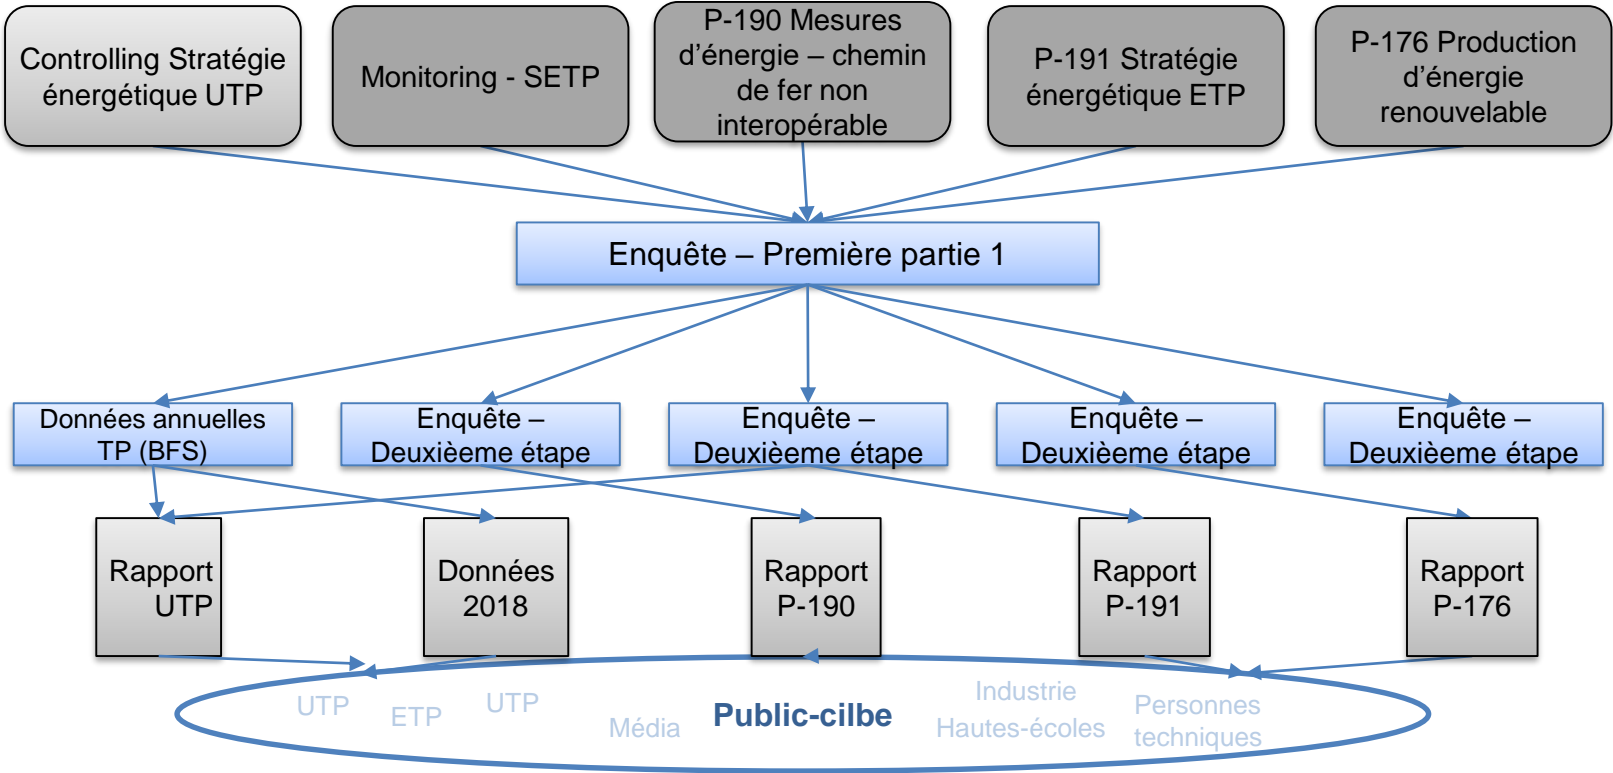 Controlling Stratégie
énergétique UTP
Monitoring - SETP
P-190 Mesures
d’énergie – chemin
de fer non
interopérable
P-191 Stratégie
énergétique ETP
P-176 Production
d’énergie
renouvelable
Enquête – Première partie 1
Données annuelles
TP (BFS)
Enquête –
Deuxièeme étape
Enquête –
Deuxièeme étape
Enquête –
Deuxièeme étape
Enquête –
Deuxièeme étape
Rapport
UTP
Données
2018
Rapport
P-190
Rapport
P-191
Rapport
P-176
UTP
ETP
UTP
Média
Public-cilbe
Industrie
Hautes-écoles
Personnes
techniques